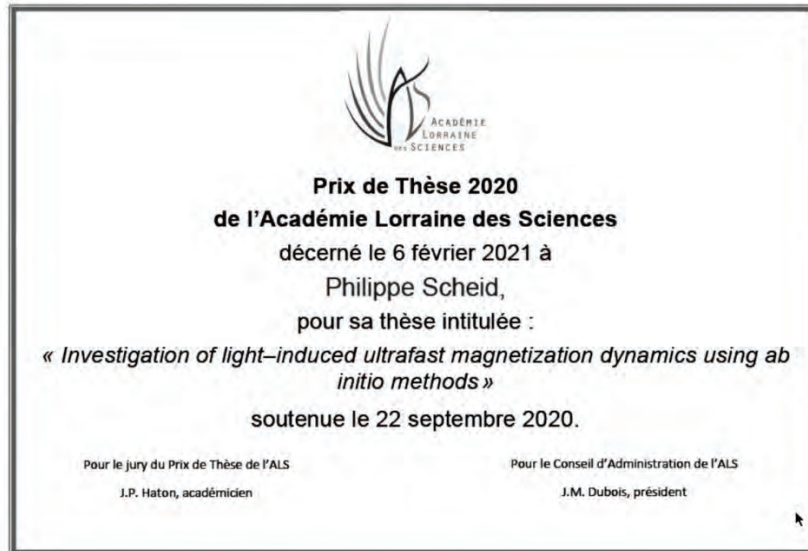 ACADÉMIE
LORRAINE
DES SCIENCES
Prix de Thèse 2020
de l'Académie Lorraine des Sciences
décerné le 6 février 2021 à
Philippe Scheid,
pour sa thèse intitulée :
« Investigation of light–induced ultrafast magnetization dynamics using ab
initio methods »
soutenue le 22 septembre 2020.
Pour le jury du Prix de Thèse de l'ALS
Pour le Conseil d'Administration de l'ALS
J.P. Haton, académicien
J.M. Dubois, président